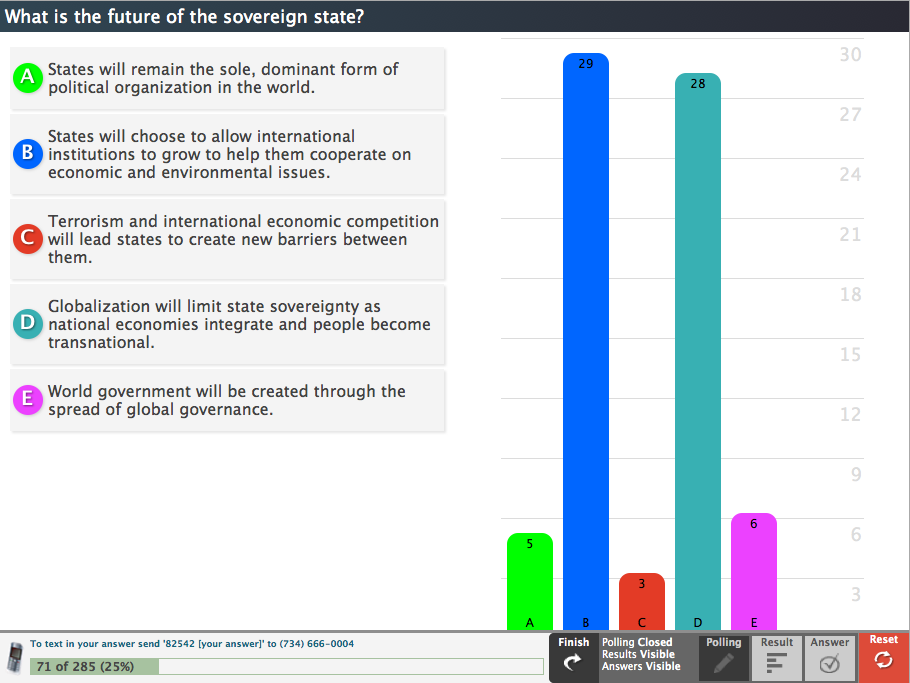 What is the future of the sovereign state?
A
States will remain the sole, dominant form of
political organization in the world.
B
States will choose to allow international
institutions to grow to help them cooperate on
economic and environmental issues.
C
Terrorism and international economic competition
will lead states to create new barriers between
them.
D
Globalization will limit state sovereignty as
national economies integrate and people become
transnational.
E
World government will be created through the
spread of global governance.
30
27
24
21
18
15
12
9
6
3
5
29
3
28
6
A B C D E
To text in your answer send '82542 [your answer]' to (734) 666-0004
71 of 285 (25%)
Finish
Polling Closed
Results Visible
Answers Visible
Polling
Result
Answer
Reset